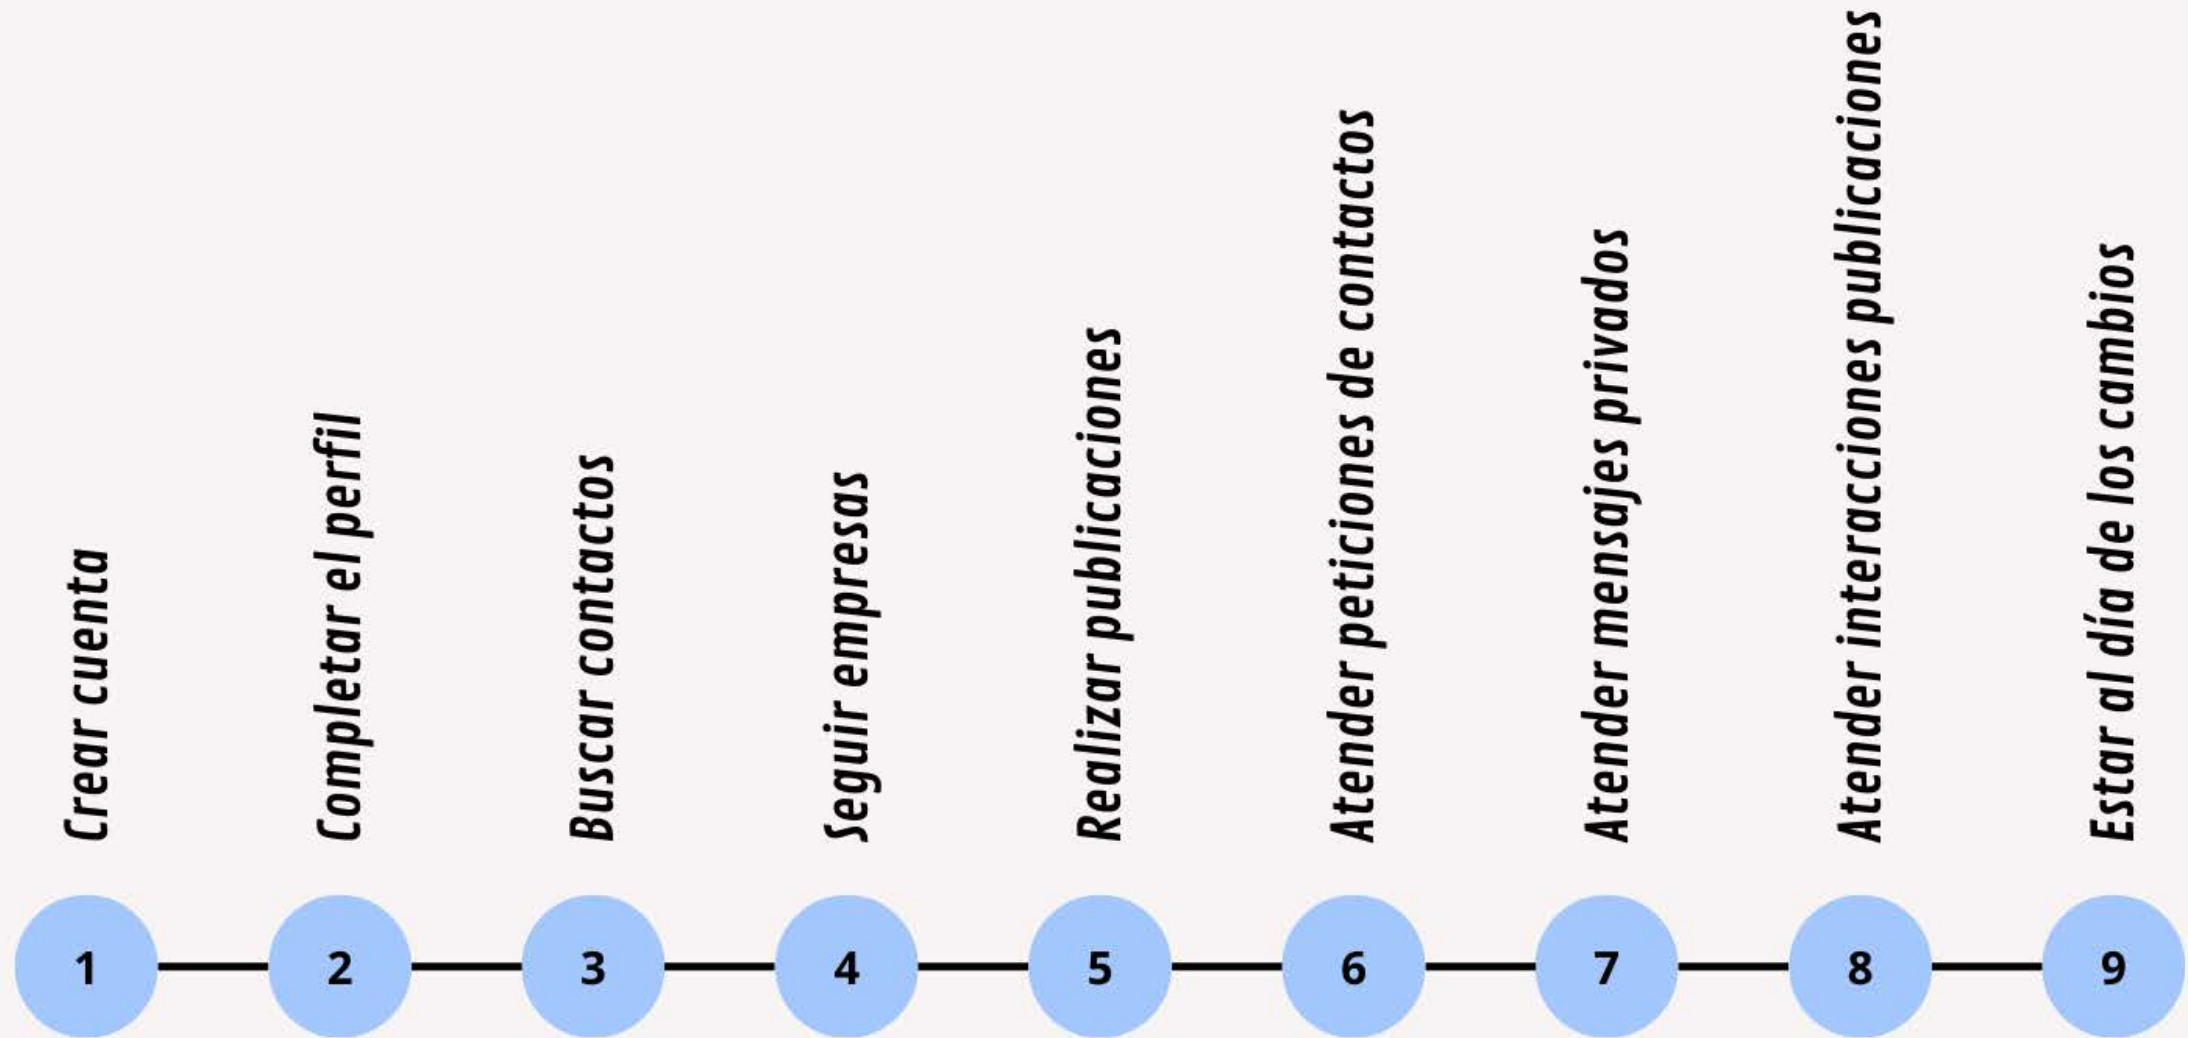 Crear cuenta
Completar el perfil
Buscar contactos
Seguir empresas
Realizar publicaciones
Atender peticiones de contactos
Atender mensajes privados
Atender interacciones publicaciones
Estar al día de los cambios
1
2
3
4
5
6
7
8
9